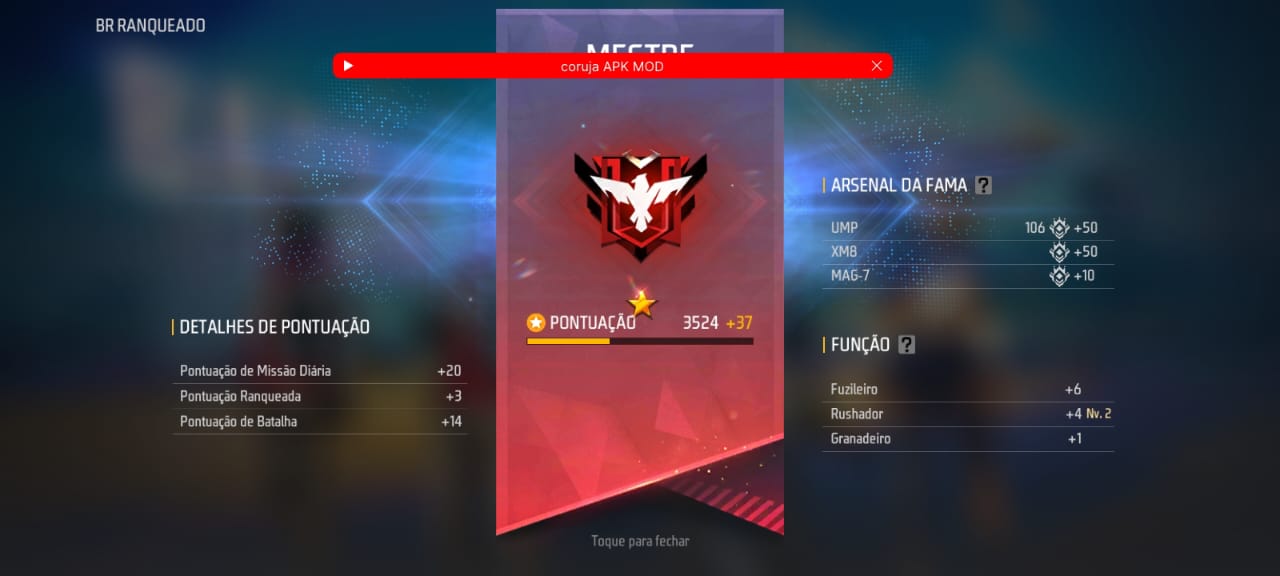 BR RANQUEADO
MESTRE
coruja APK MOD
ARSENAL DA FAMA ?
UMP 106 +50
XM8 +50
MAG-7 +10
PONTUAÇÃO 3524 +37
DETALHES DE PONTUAÇÃO
Pontuação de Missão Diária +20
Pontuação Ranqueada +3
Pontuação de Batalha +14
FUNÇÃO ?
Fuzileiro +6
Rushador +4 Nv. 2
Granadeiro +1
Toque para fechar